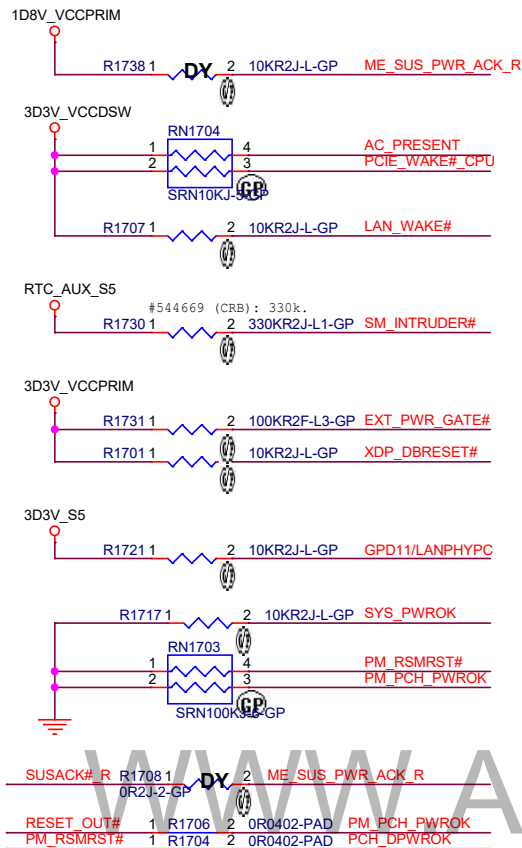 1D8V_VCCPRIM
R1738 1 DY 2 10KR2J-L-GP ME_SUS_PWR_ACK_R
3D3V_VCCDSW
RN1704
1 4 AC_PRESENT
2 3 PCIE_WAKE#_CPU
GP
SRN10KJ-5-GP
R1707 1 2 10KR2J-L-GP LAN_WAKE#
RTC_AUX_S5
#544669 (CRB): 330k.
R1730 1 2 330KR2J-L1-GP SM_INTRUDER#
3D3V_VCCPRIM
R1731 1 2 100KR2F-L3-GP EXT_PWR_GATE#
R1701 1 2 10KR2J-L-GP XDP_DBRESET#
3D3V_S5
R1721 1 2 10KR2J-L-GP GPD11/LANPHYPC
R1717 1 2 10KR2J-L-GP SYS_PWROK
RN1703
1 4 PM_RSMRST#
2 3 PM_PCH_PWROK
GP
SRN100KJ-6-GP
SUSACK#_R R1708 1 DY 2 ME_SUS_PWR_ACK_R
0R2J-2-GP
WWW.A
RESET_OUT# 1 R1706 2 0R0402-PAD PM_PCH_PWROK
PM_RSMRST# 1 R1704 2 0R0402-PAD PCH_DPWROK